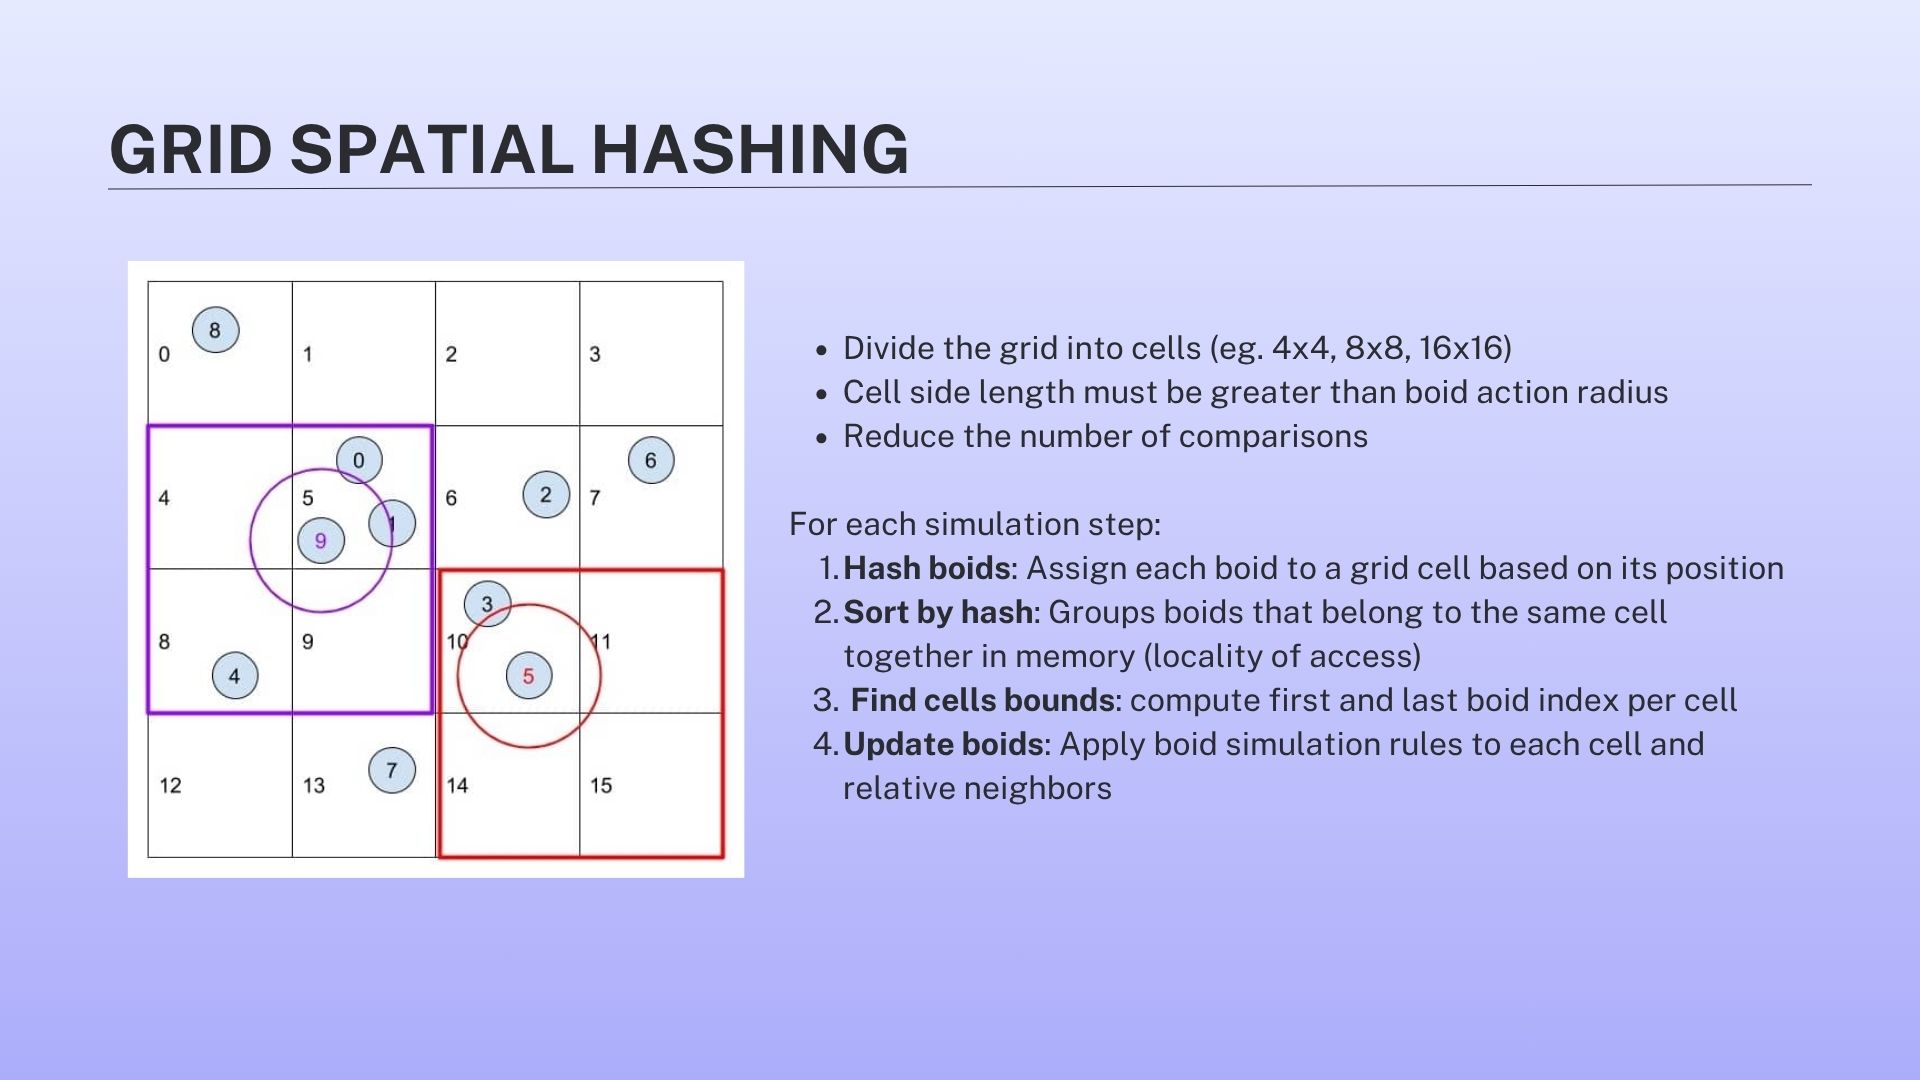 GRID SPATIAL HASHING
8
0
1
2
3
0
6
4
5
6
2
7
1
9
3
8
9
10
11
4
5
7
12
13
14
15
• Divide the grid into cells (eg. 4x4, 8x8, 16x16)
• Cell side length must be greater than boid action radius
• Reduce the number of comparisons
For each simulation step:
1. Hash boids: Assign each boid to a grid cell based on its position
2. Sort by hash: Groups boids that belong to the same cell
together in memory (locality of access)
3. Find cells bounds: compute first and last boid index per cell
4. Update boids: Apply boid simulation rules to each cell and
relative neighbors